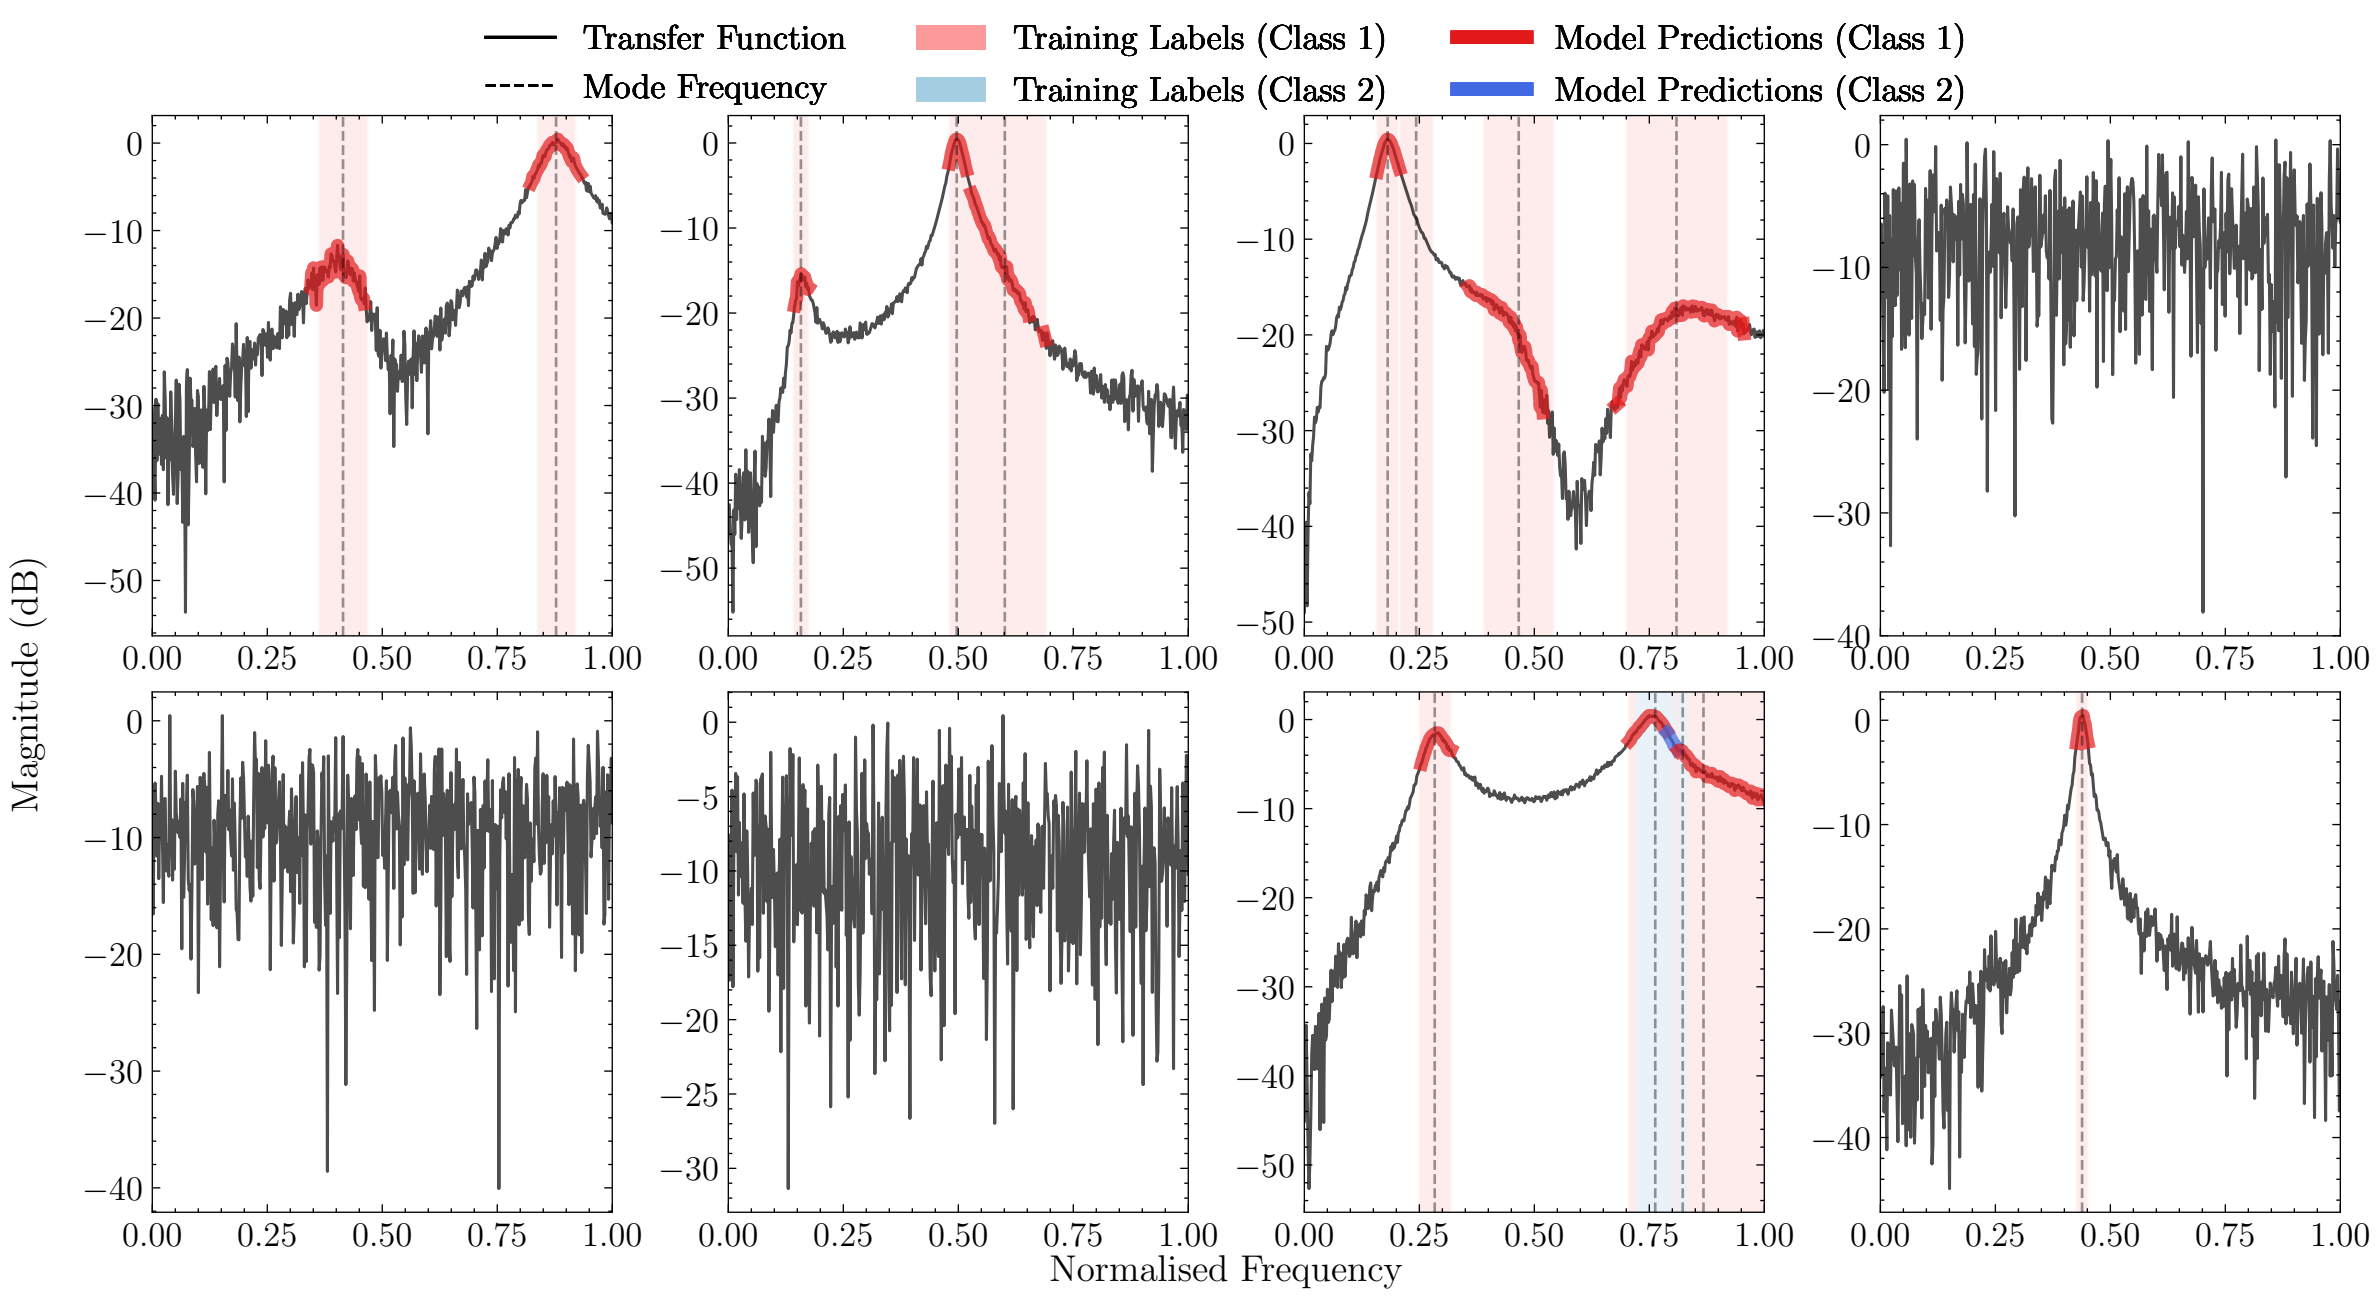 Transfer Function
Mode Frequency
Training Labels (Class 1)
Training Labels (Class 2)
Model Predictions (Class 1)
Model Predictions (Class 2)
Magnitude (dB)
0
−10
−20
−30
−40
−50
0.00 0.25 0.50 0.75 1.00
0
−10
−20
−30
−40
−50
0.00 0.25 0.50 0.75 1.00
0
−10
−20
−30
−40
−50
0.00 0.25 0.50 0.75 1.00
0
−10
−20
−30
−40
0.00 0.25 0.50 0.75 1.00
0
−10
−20
−30
−40
0.00 0.25 0.50 0.75 1.00
0
−5
−10
−15
−20
−25
−30
0.00 0.25 0.50 0.75 1.00
0
−10
−20
−30
−40
−50
0.00 0.25 0.50 0.75 1.00
0
−10
−20
−30
−40
0.00 0.25 0.50 0.75 1.00
Normalised Frequency